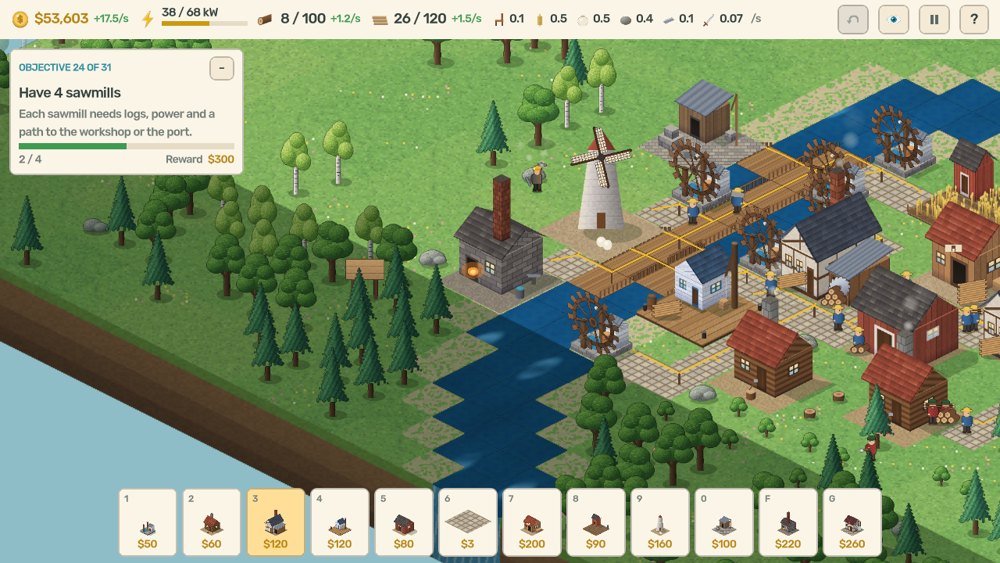 $53,603 +17.5/s 38 / 68 kW 8 / 100 +1.2/s 26 / 120 +1.5/s 0.1 0.5 0.5 0.4 0.1 0.07 /s ?
OBJECTIVE 24 OF 31 -
Have 4 sawmills
Each sawmill needs logs, power and a
path to the workshop or the port.
2 / 4 Reward $300
1 2 3 4 5 6 7 8 9 0 F G
$50 $60 $120 $120 $80 $3 $200 $90 $160 $100 $220 $260